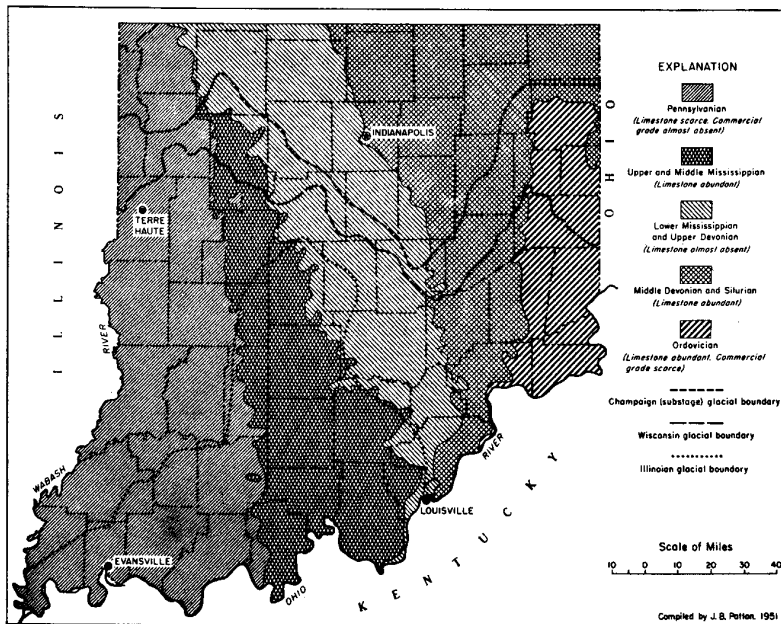 EXPLANATION
Pennsylvanian
(Limestone scarce. Commercial
grade almost absent)
Upper and Middle Mississippian
(Limestone abundant)
Lower Mississippian
and Upper Devonian
(Limestone almost absent)
Middle Devonian and Silurian
(Limestone abundant)
Ordovician
(Limestone abundant. Commercial
grade scarce)
Champaign (substage) glacial boundary
Wisconsin glacial boundary
Illinoian glacial boundary
Scale of Miles
10 0 10 20 30 40
Compiled by J. B. Patton, 1951
ILLINOIS
OHIO
KENTUCKY
INDIANAPOLIS
TERRE
HAUTE
RIVER
WABASH
EVANSVILLE
OHIO
LOUISVILLE
RIVER